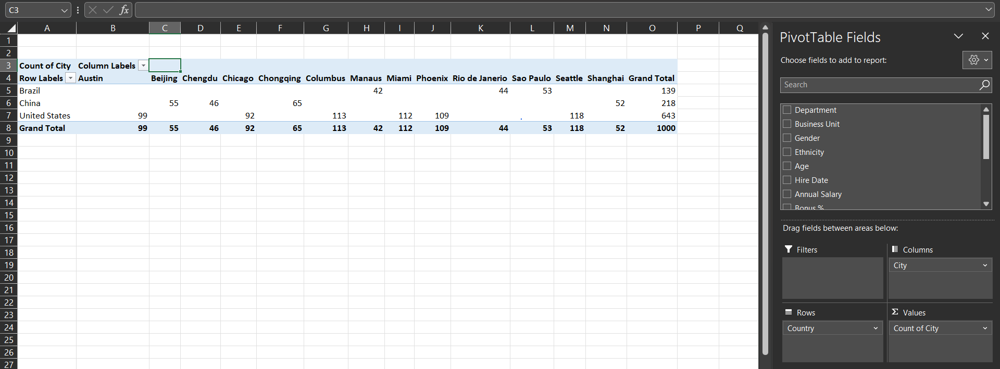 C3 fx
A B C D E F G H I J K L M N O P Q
1
2
3 Count of City Column Labels
4 Row Labels Austin Beijing Chengdu Chicago Chongqing Columbus Manaus Miami Phoenix Rio de Janerio Sao Paulo Seattle Shanghai Grand Total
5 Brazil 42 44 53 139
6 China 55 46 65 52 218
7 United States 99 92 113 112 109 118 643
8 Grand Total 99 55 46 92 65 113 42 112 109 44 53 118 52 1000
9
10
11
12
13
14
15
16
17
18
19
20
21
22
23
24
25
26
27
PivotTable Fields
Choose fields to add to report:
Search
Department
Business Unit
Gender
Ethnicity
Age
Hire Date
Annual Salary
Bonus %
Drag fields between areas below:
Filters
Columns
City
Rows
Σ Values
Country
Count of City